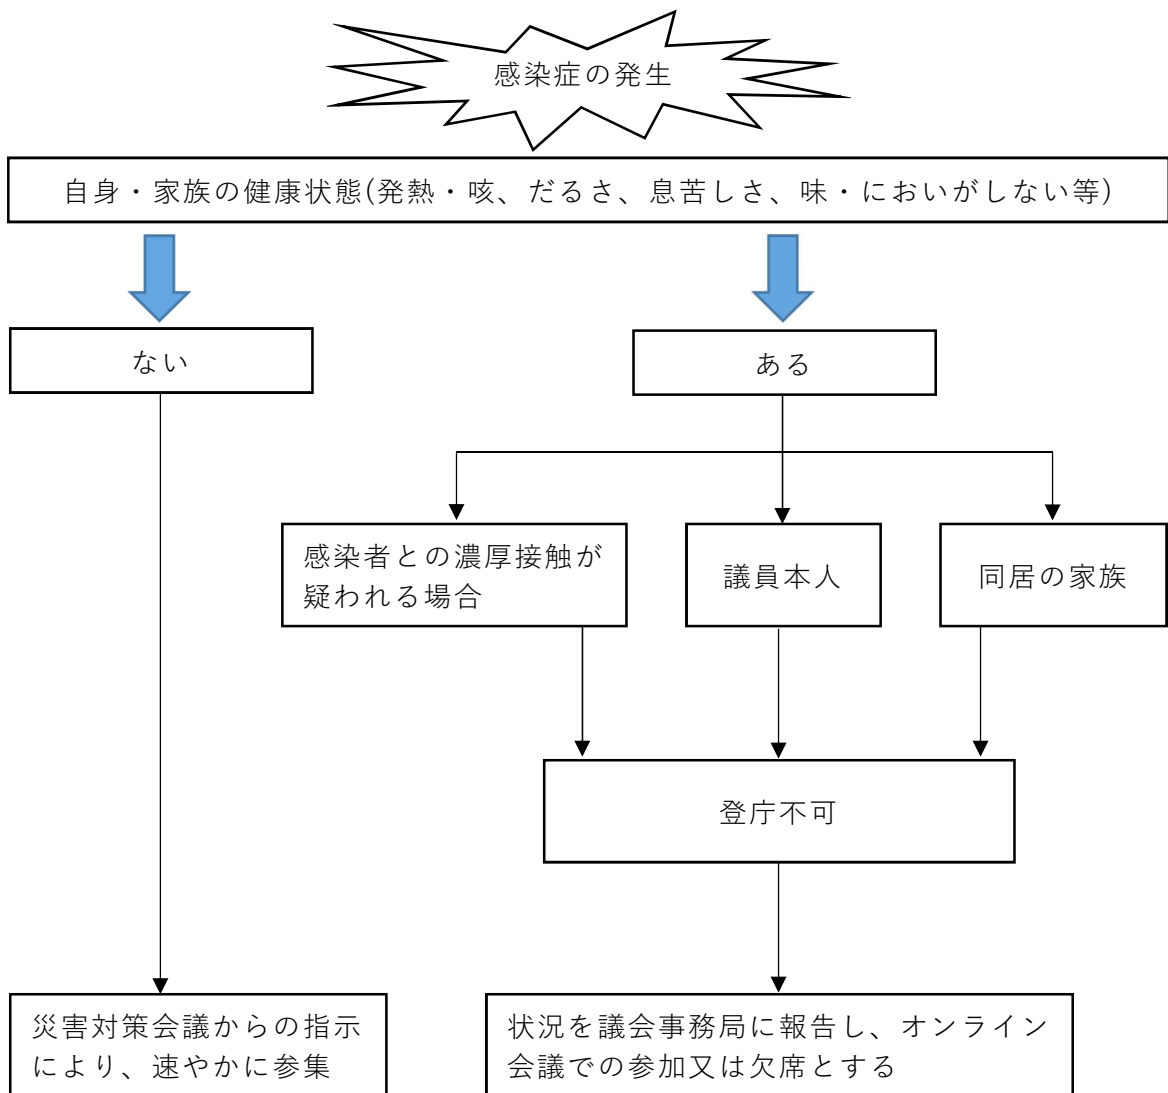 感染症の発生
自身・家族の健康状態(発熱・咳、だるさ、息苦しさ、味・においがしない等)
ない
ある
感染者との濃厚接触が
疑われる場合
議員本人
同居の家族
登庁不可
災害対策会議からの指示
により、速やかに参集
状況を議会事務局に報告し、オンライン
会議での参加又は欠席とする